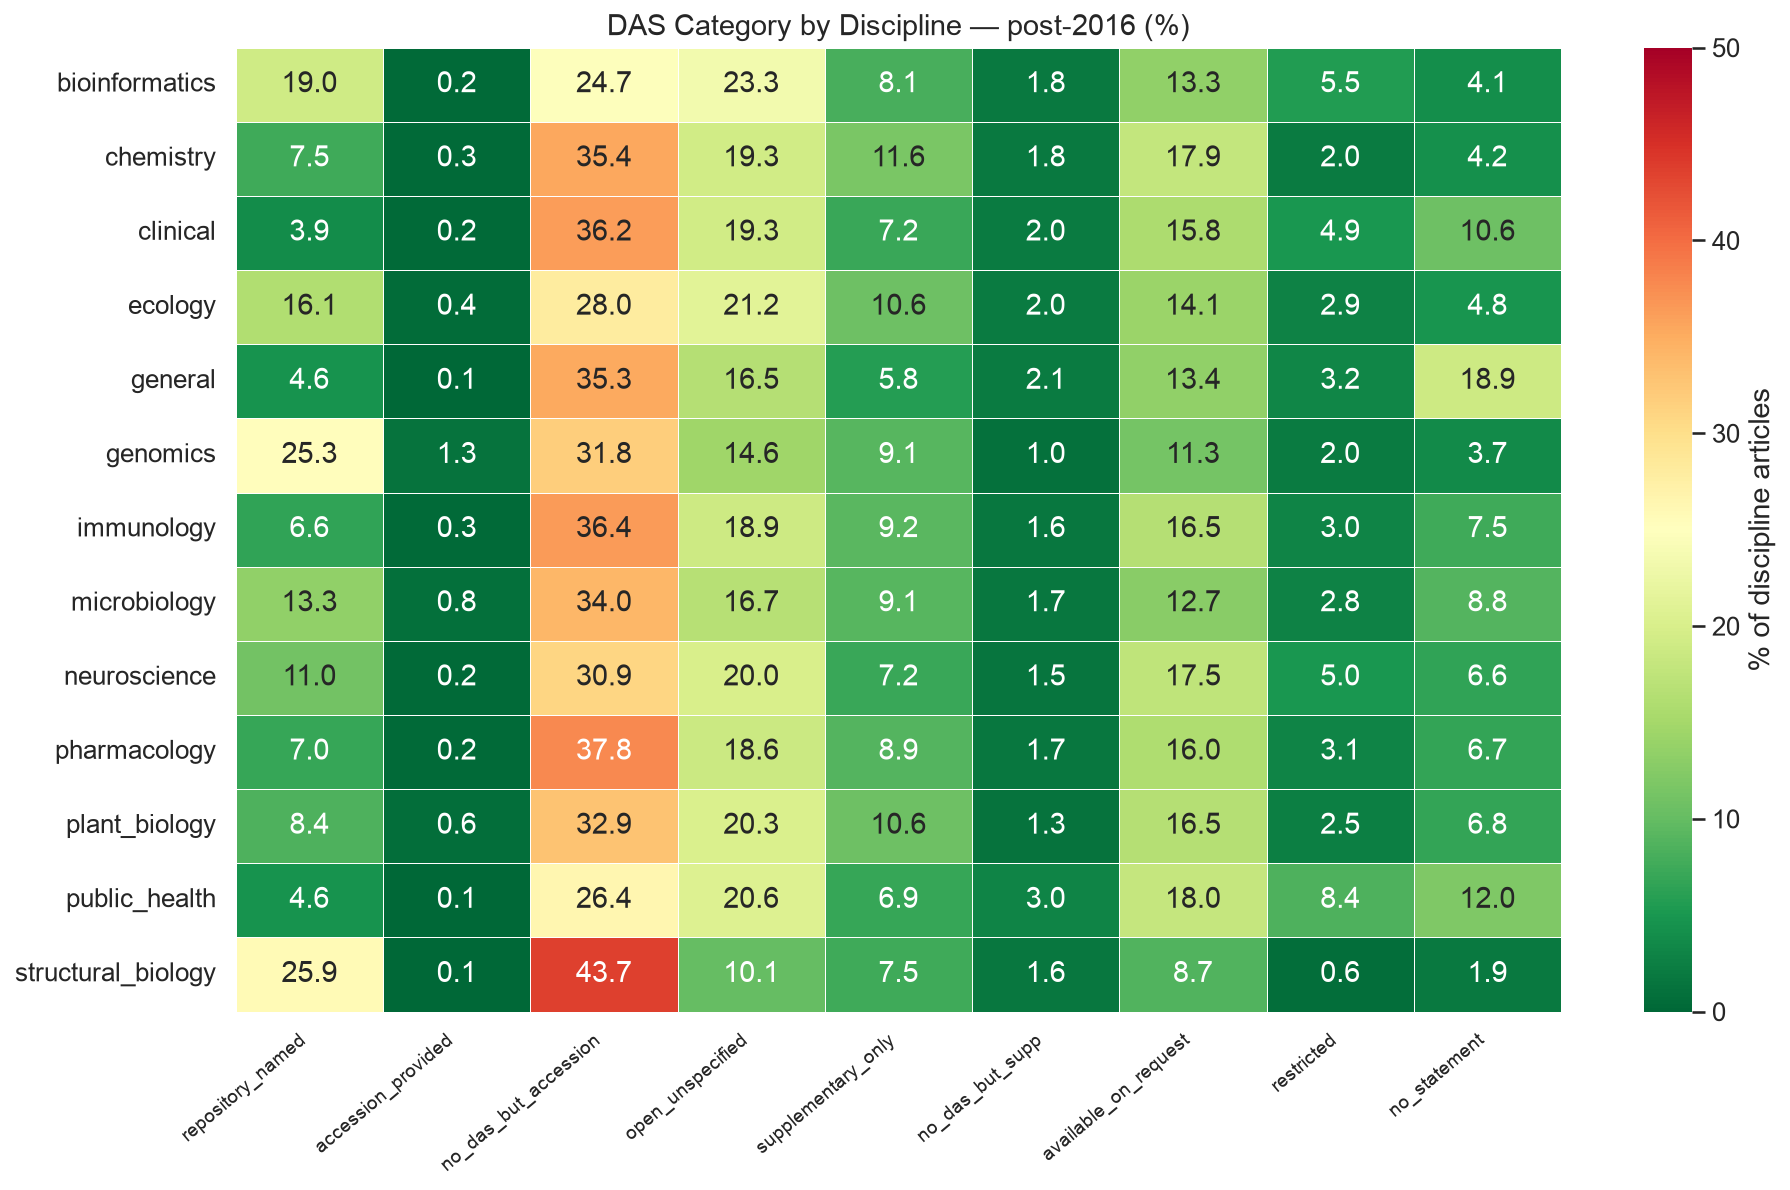 DAS Category by Discipline — post-2016 (%)
bioinformatics 19.0 0.2 24.7 23.3 8.1 1.8 13.3 5.5 4.1
chemistry 7.5 0.3 35.4 19.3 11.6 1.8 17.9 2.0 4.2
clinical 3.9 0.2 36.2 19.3 7.2 2.0 15.8 4.9 10.6
ecology 16.1 0.4 28.0 21.2 10.6 2.0 14.1 2.9 4.8
general 4.6 0.1 35.3 16.5 5.8 2.1 13.4 3.2 18.9
genomics 25.3 1.3 31.8 14.6 9.1 1.0 11.3 2.0 3.7
immunology 6.6 0.3 36.4 18.9 9.2 1.6 16.5 3.0 7.5
microbiology 13.3 0.8 34.0 16.7 9.1 1.7 12.7 2.8 8.8
neuroscience 11.0 0.2 30.9 20.0 7.2 1.5 17.5 5.0 6.6
pharmacology 7.0 0.2 37.8 18.6 8.9 1.7 16.0 3.1 6.7
plant_biology 8.4 0.6 32.9 20.3 10.6 1.3 16.5 2.5 6.8
public_health 4.6 0.1 26.4 20.6 6.9 3.0 18.0 8.4 12.0
structural_biology 25.9 0.1 43.7 10.1 7.5 1.6 8.7 0.6 1.9
repository_named
accession_provided
no_das_but_accession
open_unspecified
supplementary_only
no_das_but_supp
available_on_request
restricted
no_statement
50
40
30
20
10
0
% of discipline articles